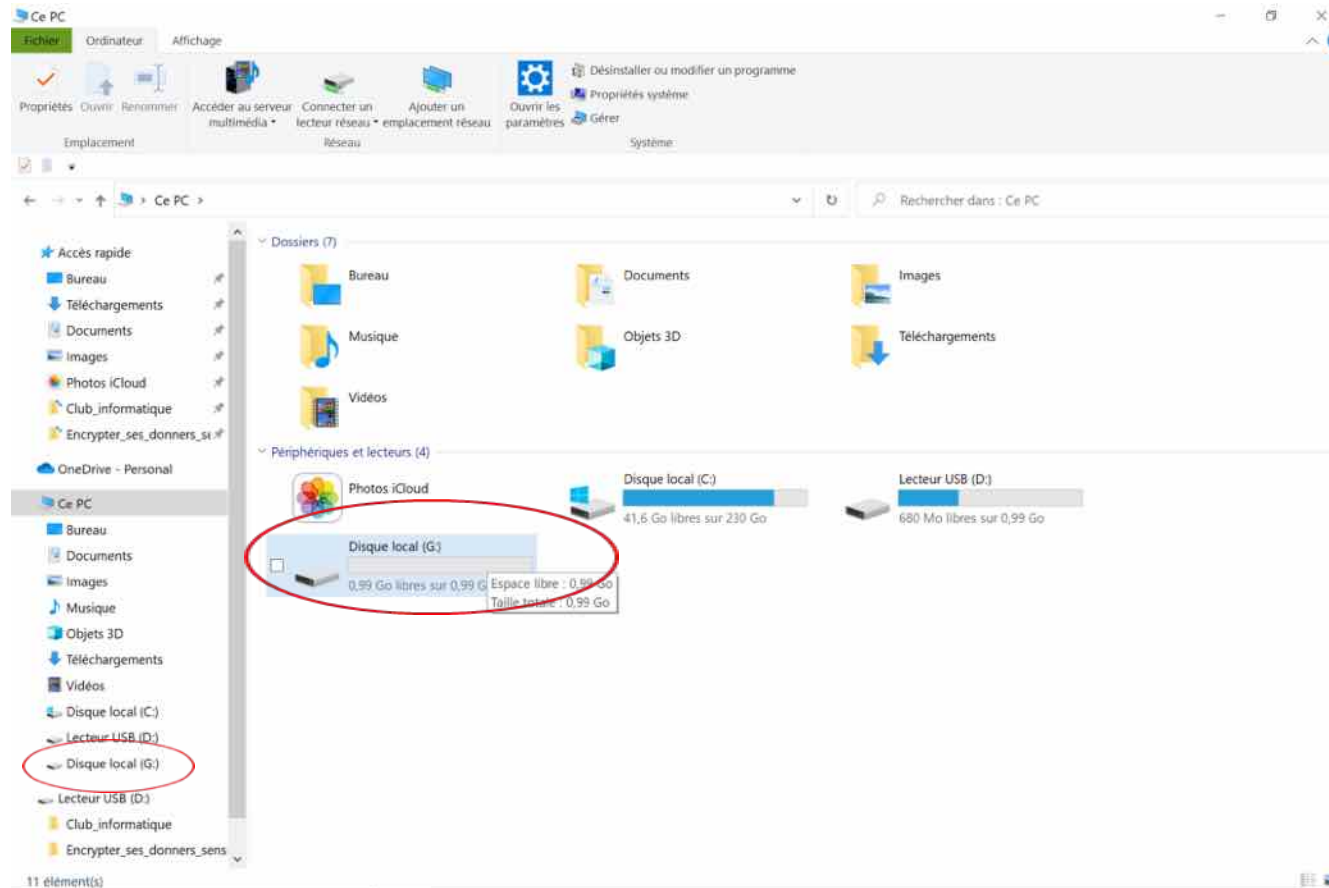 Ce PC
Fichier Ordinateur Affichage
Propriétés Ouvrir Renommer
Accéder au serveur multimédia
Connecter un lecteur réseau
Ajouter un emplacement réseau
Ouvrir les paramètres
Désinstaller ou modifier un programme
Propriétés système
Gérer
Emplacement Réseau Système
Ce PC
Rechercher dans : Ce PC
Accès rapide
Bureau
Téléchargements
Documents
Images
Photos iCloud
Club_informatique
Encrypter_ses_donners_se
OneDrive - Personal
Ce PC
Bureau
Documents
Images
Musique
Objets 3D
Téléchargements
Vidéos
Disque local (C:)
Lecteur USB (D:)
Disque local (G:)
Lecteur USB (D:)
Club_informatique
Encrypter_ses_donners_sens
Dossiers (7)
Bureau
Documents
Images
Musique
Objets 3D
Téléchargements
Vidéos
Périphériques et lecteurs (4)
Photos iCloud
Disque local (C:)
41,6 Go libres sur 230 Go
Lecteur USB (D:)
680 Mo libres sur 0,99 Go
Disque local (G:)
0,99 Go libres sur 0,99 G
Espace libre : 0,99 Go
Taille totale : 0,99 Go
11 élément(s)